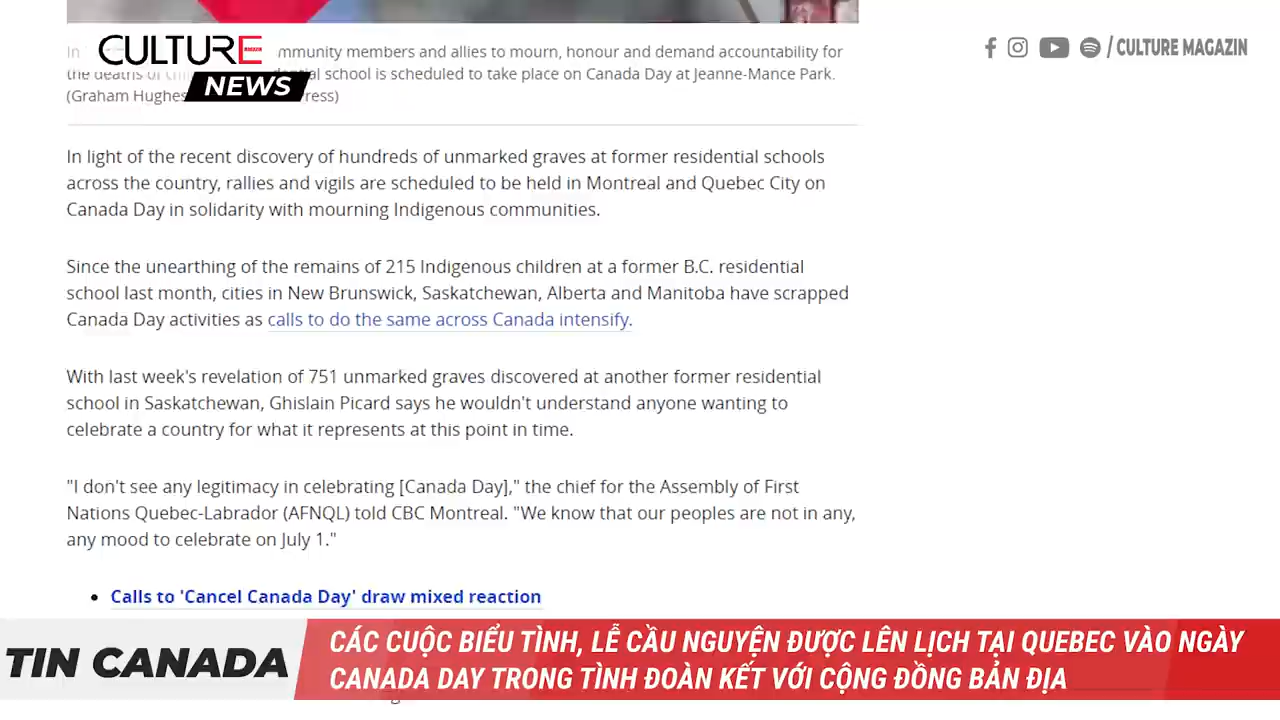 CULTURE
MAGAZIN
NEWS
/ CULTURE MAGAZIN
In mmunity members and allies to mourn, honour and demand accountability for
the deaths of chil l school is scheduled to take place on Canada Day at Jeanne-Mance Park.
(Graham Hughes ress)
In light of the recent discovery of hundreds of unmarked graves at former residential schools
across the country, rallies and vigils are scheduled to be held in Montreal and Quebec City on
Canada Day in solidarity with mourning Indigenous communities.
Since the unearthing of the remains of 215 Indigenous children at a former B.C. residential
school last month, cities in New Brunswick, Saskatchewan, Alberta and Manitoba have scrapped
Canada Day activities as calls to do the same across Canada intensify.
With last week's revelation of 751 unmarked graves discovered at another former residential
school in Saskatchewan, Ghislain Picard says he wouldn't understand anyone wanting to
celebrate a country for what it represents at this point in time.
"I don't see any legitimacy in celebrating [Canada Day]," the chief for the Assembly of First
Nations Quebec-Labrador (AFNQL) told CBC Montreal. "We know that our peoples are not in any,
any mood to celebrate on July 1."
• Calls to 'Cancel Canada Day' draw mixed reaction
TIN CANADA
CÁC CUỘC BIỂU TÌNH, LỄ CẦU NGUYỆN ĐƯỢC LÊN LỊCH TẠI QUEBEC VÀO NGÀY
CANADA DAY TRONG TÌNH ĐOÀN KẾT VỚI CỘNG ĐỒNG BẢN ĐỊA